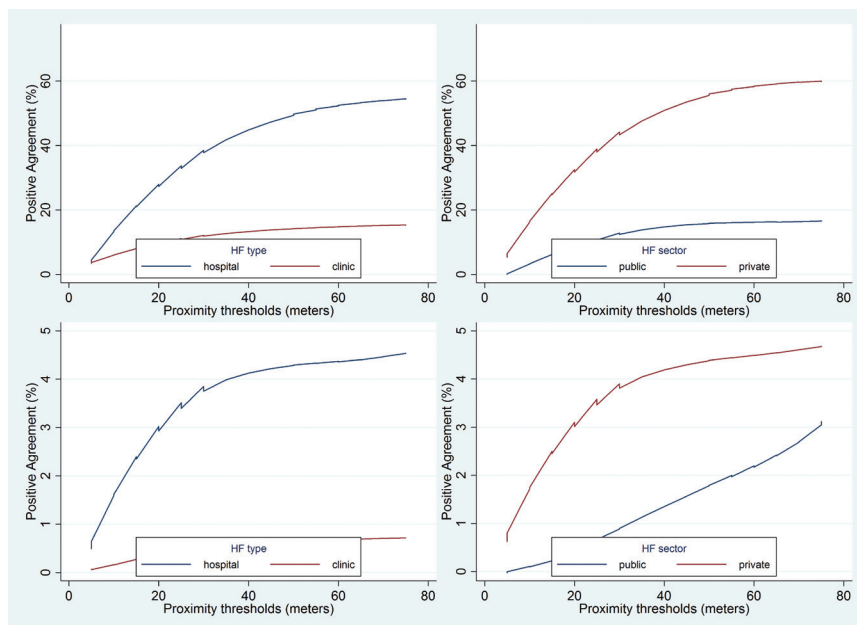 Positive Agreement (%)
60
40
20
0
HF type
hospital clinic
0 20 40 60 80
Proximity thresholds (meters)
Positive Agreement (%)
60
40
20
0
HF sector
public private
0 20 40 60 80
Proximity thresholds (meters)
Positive Agreement (%)
5
4
3
2
1
0
HF type
hospital clinic
0 20 40 60 80
Proximity thresholds (meters)
Positive Agreement (%)
5
4
3
2
1
0
HF sector
public private
0 20 40 60 80
Proximity thresholds (meters)